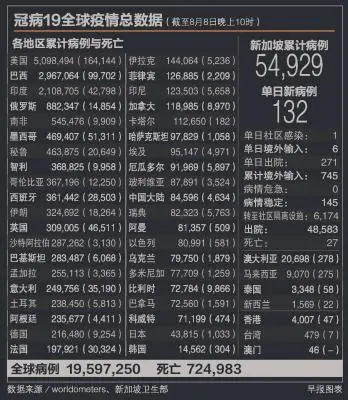 冠病19全球疫情总数据（截至8月8日晚上10时）
各地区累计病例与死亡
美国 5,098,494 (164,144)
巴西 2,967,064 (99,702)
印度 2,108,705 (42,798)
俄罗斯 882,347 (14,854)
南非 545,476 (9,909)
墨西哥 469,407 (51,311)
秘鲁 463,875 (20,649)
智利 368,825 (9,958)
哥伦比亚 367,196 (12,250)
西班牙 361,442 (28,503)
伊朗 324,692 (18,264)
英国 309,005 (46,511)
沙特阿拉伯 287,262 (3,130)
巴基斯坦 283,487 (6,068)
孟加拉 255,113 (3,365)
意大利 249,756 (35,190)
土耳其 238,450 (5,813)
阿根廷 235,677 (4,411)
德国 216,480 (9,254)
法国 197,921 (30,324)
伊拉克 144,064 (5,236)
菲律宾 126,885 (2,209)
印尼 123,503 (5,658)
加拿大 118,985 (8,970)
卡塔尔 112,650 (182)
哈萨克斯坦 97,829 (1,058)
埃及 95,147 (4,971)
厄瓜多尔 91,969 (5,897)
玻利维亚 87,891 (3,524)
中国大陆 84,596 (4,634)
瑞典 82,323 (5,763)
阿曼 81,357 (509)
以色列 80,991 (581)
乌克兰 79,750 (1,879)
多米尼加 77,709 (1,259)
比利时 72,784 (9,866)
巴拿马 72,560 (1,591)
科威特 71,199 (474)
日本 43,815 (1,033)
韩国 14,562 (304)
新加坡累计病例
54,929
单日新病例
132
单日社区感染： 1
单日境外输入： 6
单日出院： 271
累计境外输入： 745
病情危急： 0
病情稳定： 145
转至社区隔离设施： 6,174
出院： 48,583
死亡： 27
澳大利亚 20,698 (278)
马来西亚 9,070 (125)
泰国 3,348 (58)
新西兰 1,569 (22)
香港 4,007 (47)
台湾 479 (7)
澳门 46 (-)
全球病例 19,597,250 死亡 724,983
数据来源／worldometers、新加坡卫生部
早报图表